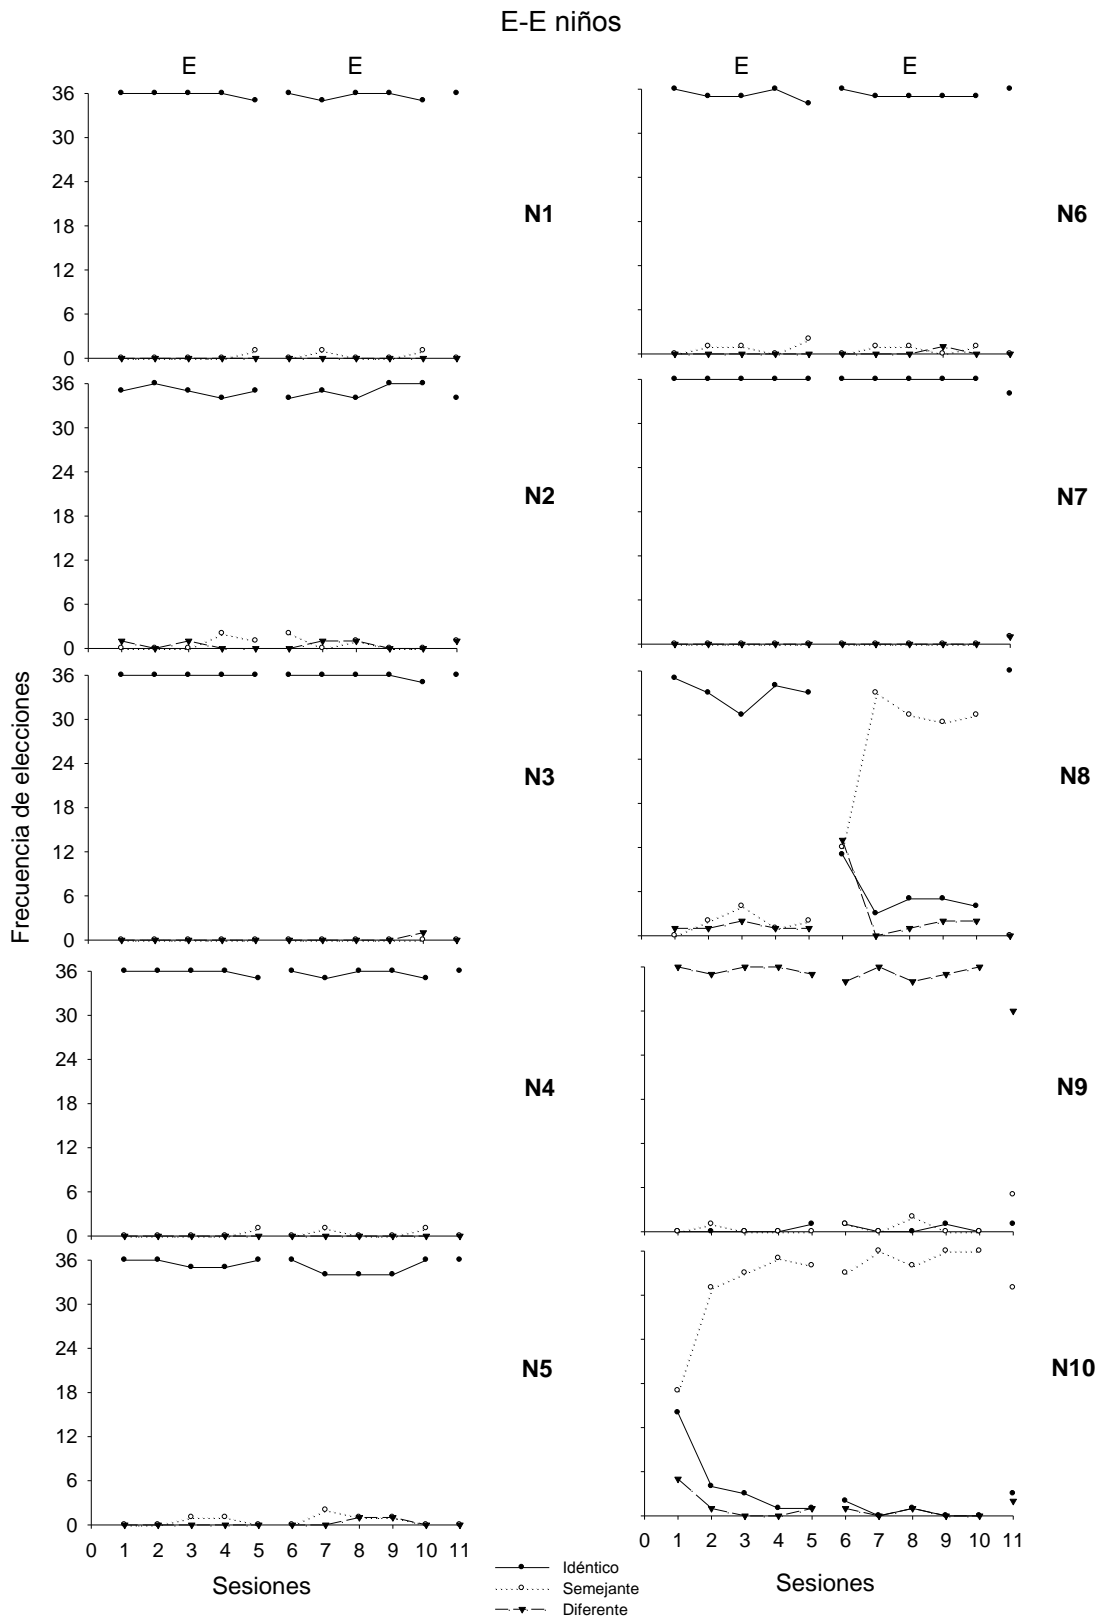 E-E niños
E E
E E
36
30
24
18
12
6
0
N1
N6
36
30
24
18
12
6
0
N2
N7
Frecuencia de elecciones
36
30
24
18
12
6
0
N3
N8
36
30
24
18
12
6
0
N4
N9
36
30
24
18
12
6
0
N5
N10
0 1 2 3 4 5 6 7 8 9 10 11
0 1 2 3 4 5 6 7 8 9 10 11
Sesiones
Sesiones
Idéntico
Semejante
Diferente